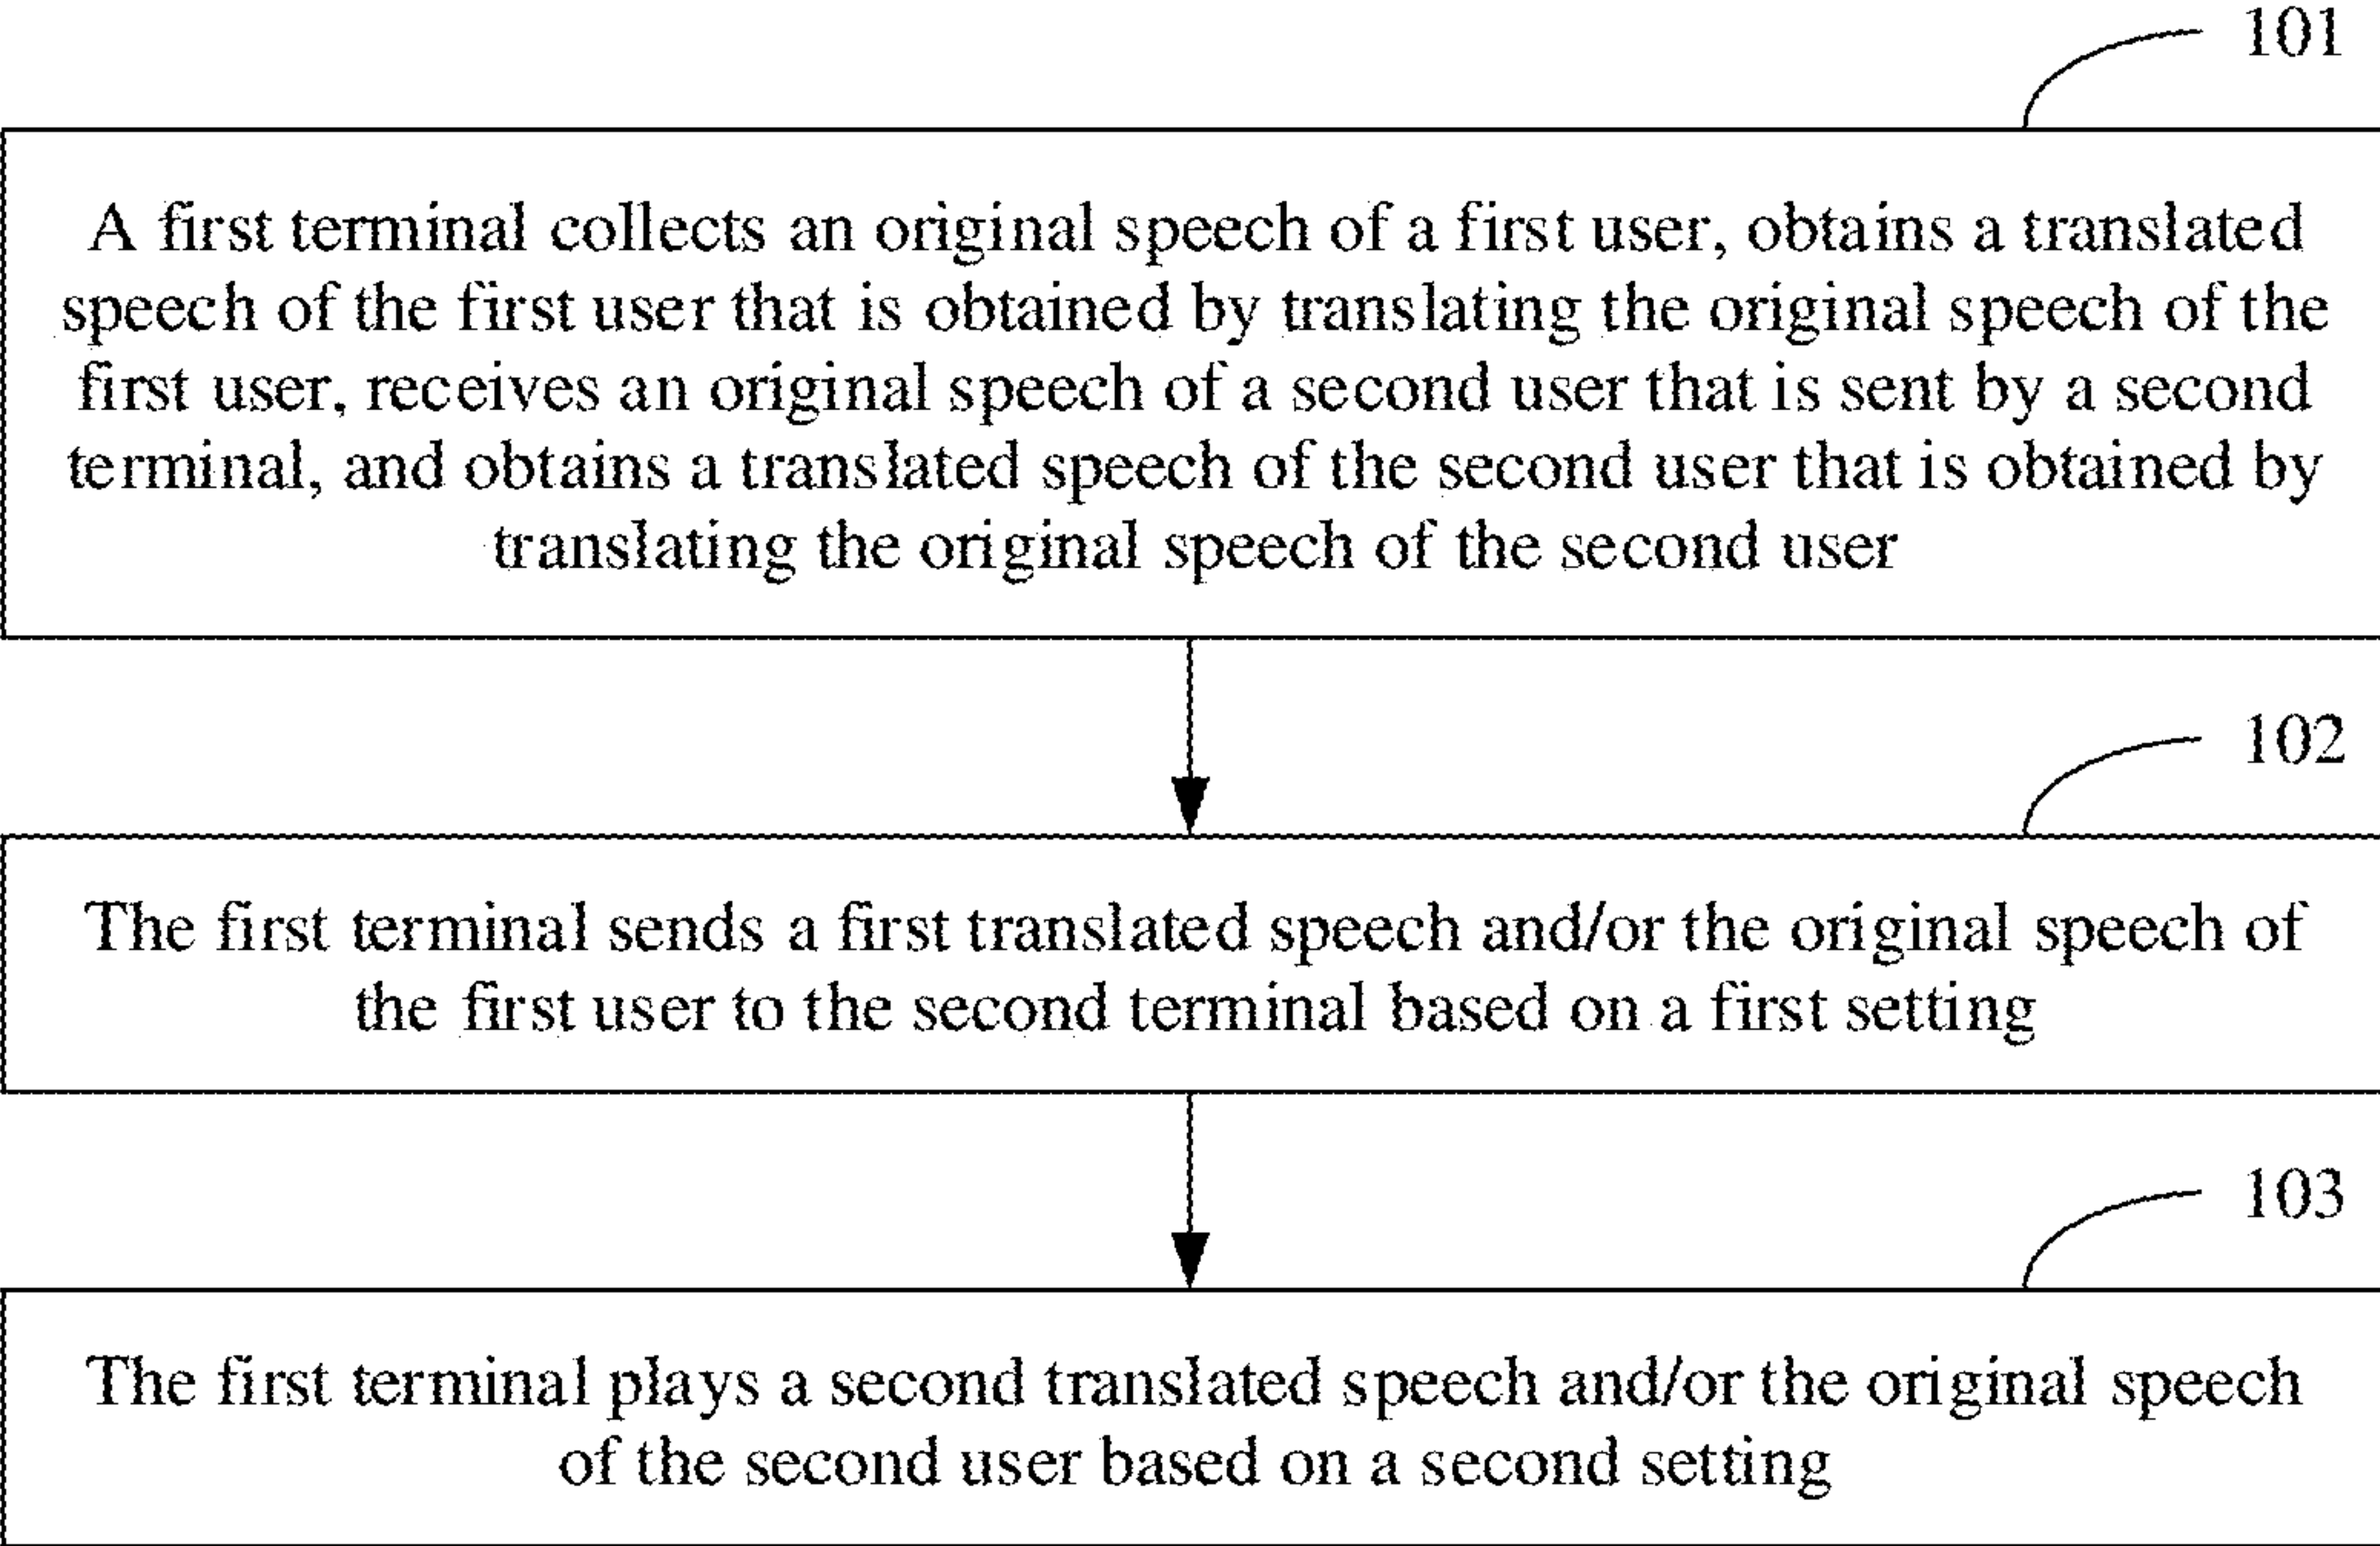 101
A first terminal collects an original speech of a first user, obtains a translated
speech of the first user that is obtained by translating the original speech of the
first user, receives an original speech of a second user that is sent by a second
terminal, and obtains a translated speech of the second user that is obtained by
translating the original speech of the second user
102
The first terminal sends a first translated speech and/or the original speech of
the first user to the second terminal based on a first setting
103
The first terminal plays a second translated speech and/or the original speech
of the second user based on a second setting